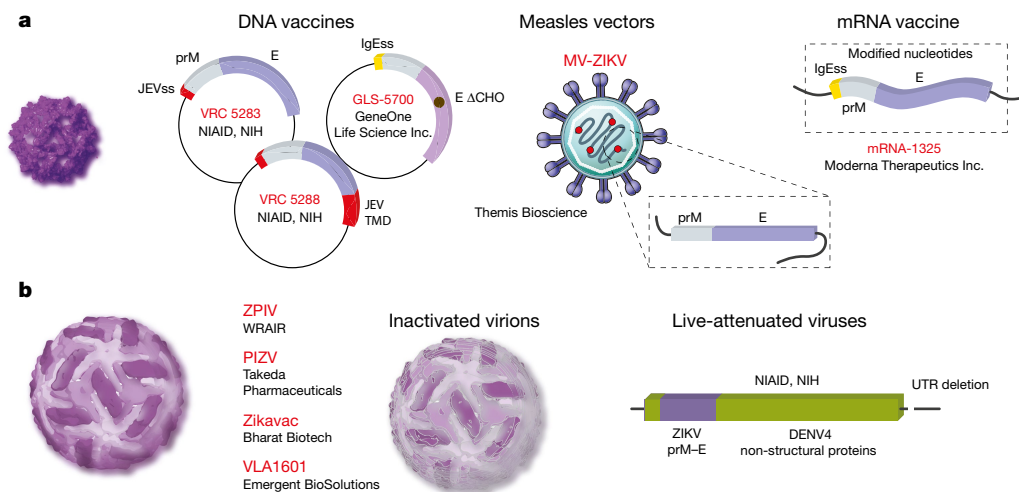 a
DNA vaccines
Measles vectors
mRNA vaccine
prM
E
JEVss
VRC 5283
NIAID, NIH
IgEss
GLS-5700
GeneOne
Life Science Inc.
E ΔCHO
VRC 5288
NIAID, NIH
JEV
TMD
MV-ZIKV
Themis Bioscience
prM
E
Modified nucleotides
IgEss
E
prM
mRNA-1325
Moderna Therapeutics Inc.
b
ZPIV
WRAIR
PIZV
Takeda
Pharmaceuticals
Zikavac
Bharat Biotech
VLA1601
Emergent BioSolutions
Inactivated virions
Live-attenuated viruses
NIAID, NIH
UTR deletion
ZIKV
prM–E
DENV4
non-structural proteins